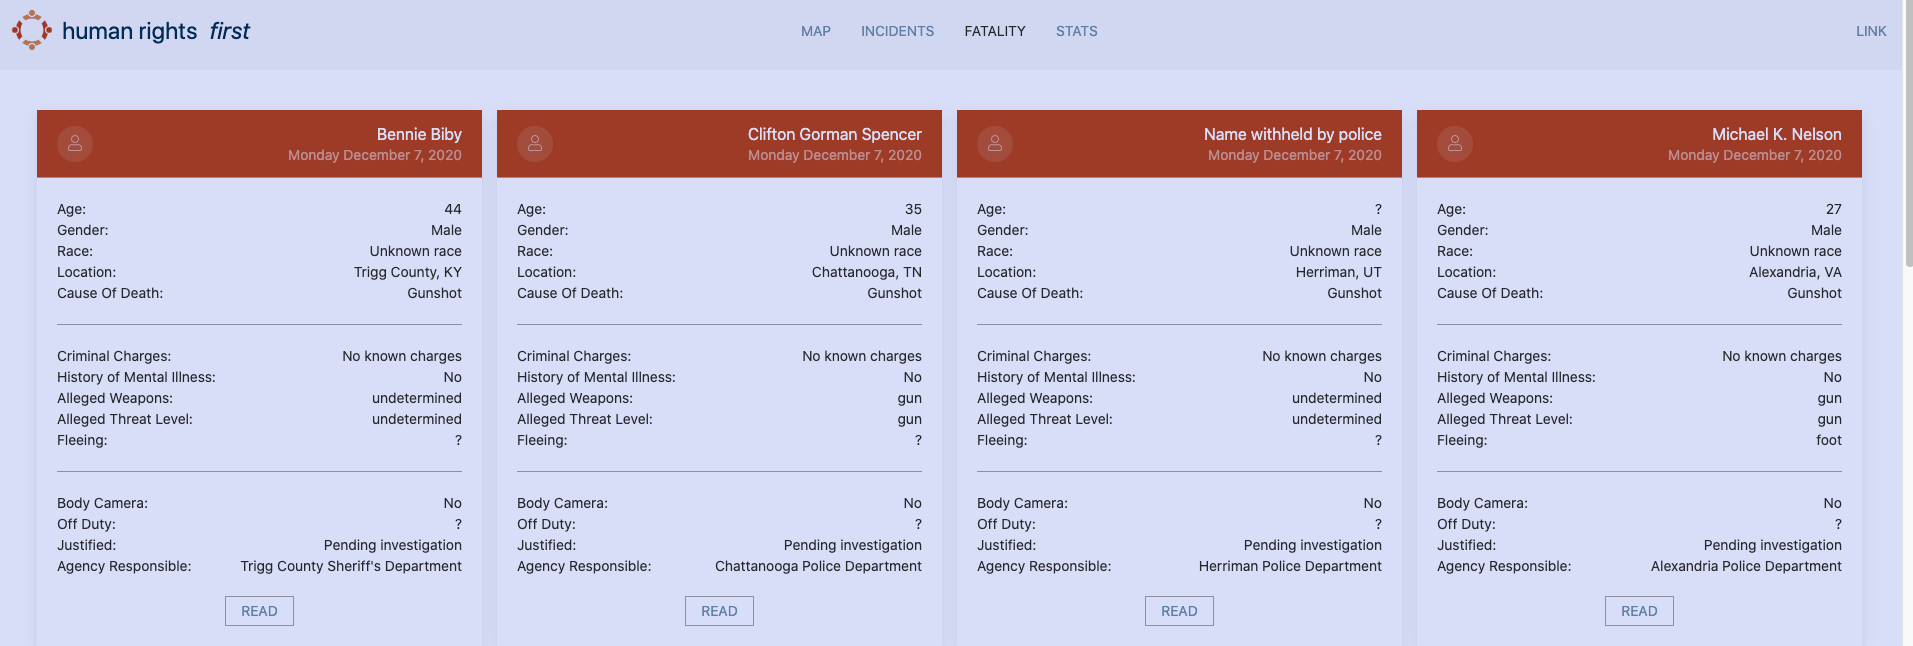 human rights first
MAP INCIDENTS FATALITY STATS
LINK
Bennie Biby
Monday December 7, 2020
Age: 44
Gender: Male
Race: Unknown race
Location: Trigg County, KY
Cause Of Death: Gunshot
Criminal Charges: No known charges
History of Mental Illness: No
Alleged Weapons: undetermined
Alleged Threat Level: undetermined
Fleeing: ?
Body Camera: No
Off Duty: ?
Justified: Pending investigation
Agency Responsible: Trigg County Sheriff's Department
READ
Clifton Gorman Spencer
Monday December 7, 2020
Age: 35
Gender: Male
Race: Unknown race
Location: Chattanooga, TN
Cause Of Death: Gunshot
Criminal Charges: No known charges
History of Mental Illness: No
Alleged Weapons: gun
Alleged Threat Level: gun
Fleeing: ?
Body Camera: No
Off Duty: ?
Justified: Pending investigation
Agency Responsible: Chattanooga Police Department
READ
Name withheld by police
Monday December 7, 2020
Age: ?
Gender: Male
Race: Unknown race
Location: Herriman, UT
Cause Of Death: Gunshot
Criminal Charges: No known charges
History of Mental Illness: No
Alleged Weapons: undetermined
Alleged Threat Level: undetermined
Fleeing: ?
Body Camera: No
Off Duty: ?
Justified: Pending investigation
Agency Responsible: Herriman Police Department
READ
Michael K. Nelson
Monday December 7, 2020
Age: 27
Gender: Male
Race: Unknown race
Location: Alexandria, VA
Cause Of Death: Gunshot
Criminal Charges: No known charges
History of Mental Illness: No
Alleged Weapons: gun
Alleged Threat Level: gun
Fleeing: foot
Body Camera: No
Off Duty: ?
Justified: Pending investigation
Agency Responsible: Alexandria Police Department
READ